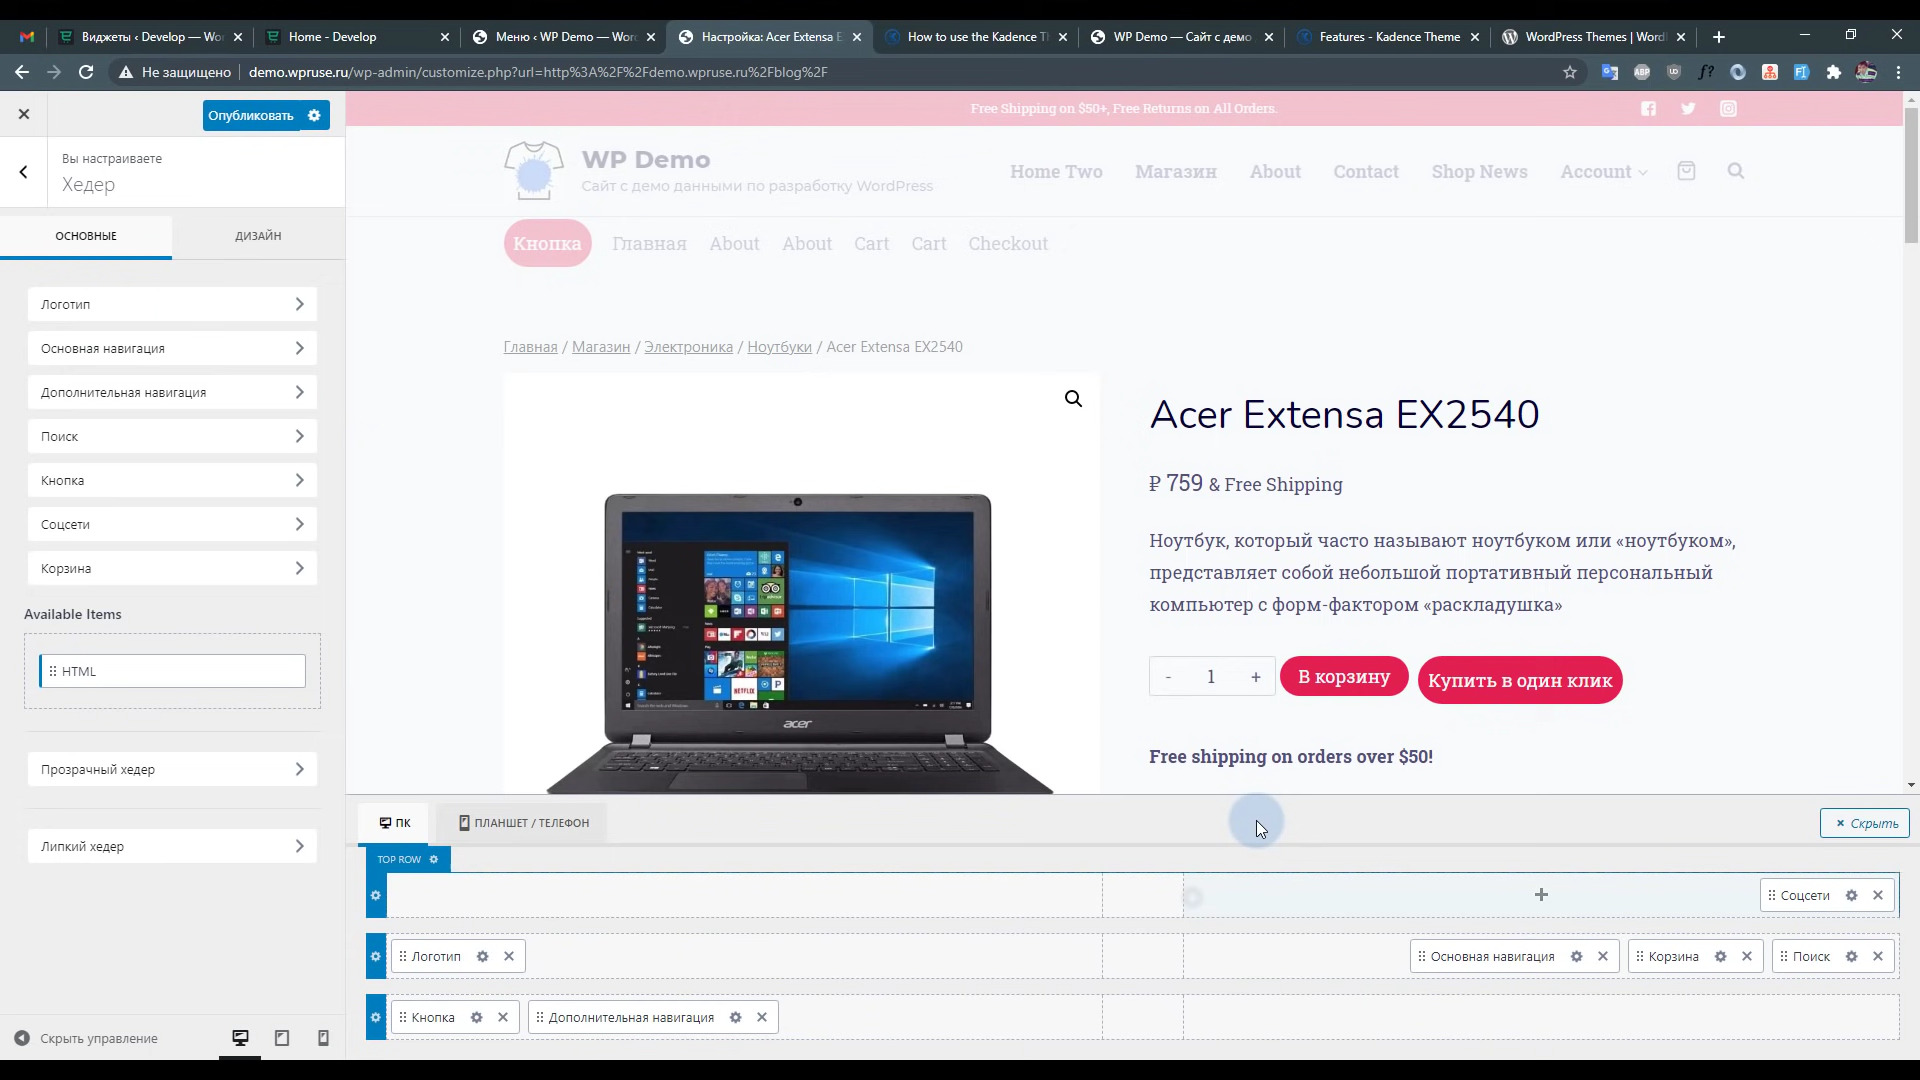 Виджеты ‹ Develop — Wo
Home - Develop
Меню ‹ WP Demo — Wor
Настройка: Acer Extensa E
How to use the Kadence T
WP Demo — Сайт с демо
Features - Kadence Theme
WordPress Themes | Word
Не защищено
demo.wpruse.ru/wp-admin/customize.php?url=http%3A%2F%2Fdemo.wpruse.ru%2Fblog%2F
Опубликовать
Вы настраиваете
Хедер
ОСНОВНЫЕ
ДИЗАЙН
Логотип
Основная навигация
Дополнительная навигация
Поиск
Кнопка
Соцсети
Корзина
Available Items
HTML
Прозрачный хедер
Липкий хедер
Скрыть управление
Free Shipping on $50+, Free Returns on All Orders.
WP Demo
Сайт с демо данными по разработку WordPress
Home Two
Магазин
About
Contact
Shop News
Account
Кнопка
Главная
About
About
Cart
Cart
Checkout
Главная / Магазин / Электроника / Ноутбуки / Acer Extensa EX2540
acer
Acer Extensa EX2540
₽ 759 & Free Shipping
Ноутбук, который часто называют ноутбуком или «ноутбуком»,
представляет собой небольшой портативный персональный
компьютер с форм-фактором «раскладушка»
- 1 +
В корзину
Купить в один клик
Free shipping on orders over $50!
ПК
ПЛАНШЕТ / ТЕЛЕФОН
Скрыть
TOP ROW
Соцсети
Логотип
Основная навигация
Корзина
Поиск
Кнопка
Дополнительная навигация